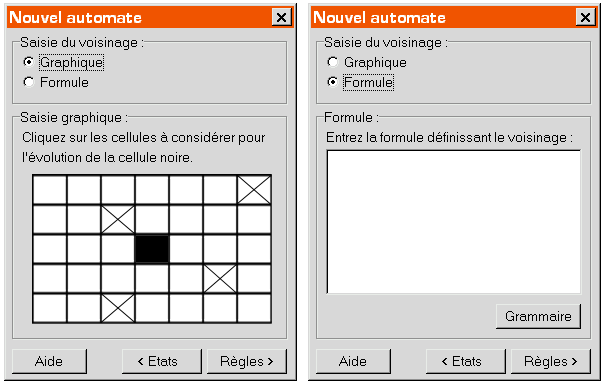 Nouvel automate
Saisie du voisinage :
Graphique
Formule
Saisie graphique :
Cliquez sur les cellules à considérer pour
l'évolution de la cellule noire.
Aide
< Etats
Règles >
Nouvel automate
Saisie du voisinage :
Graphique
Formule
Formule :
Entrez la formule définissant le voisinage :
Grammaire
Aide
< Etats
Règles >